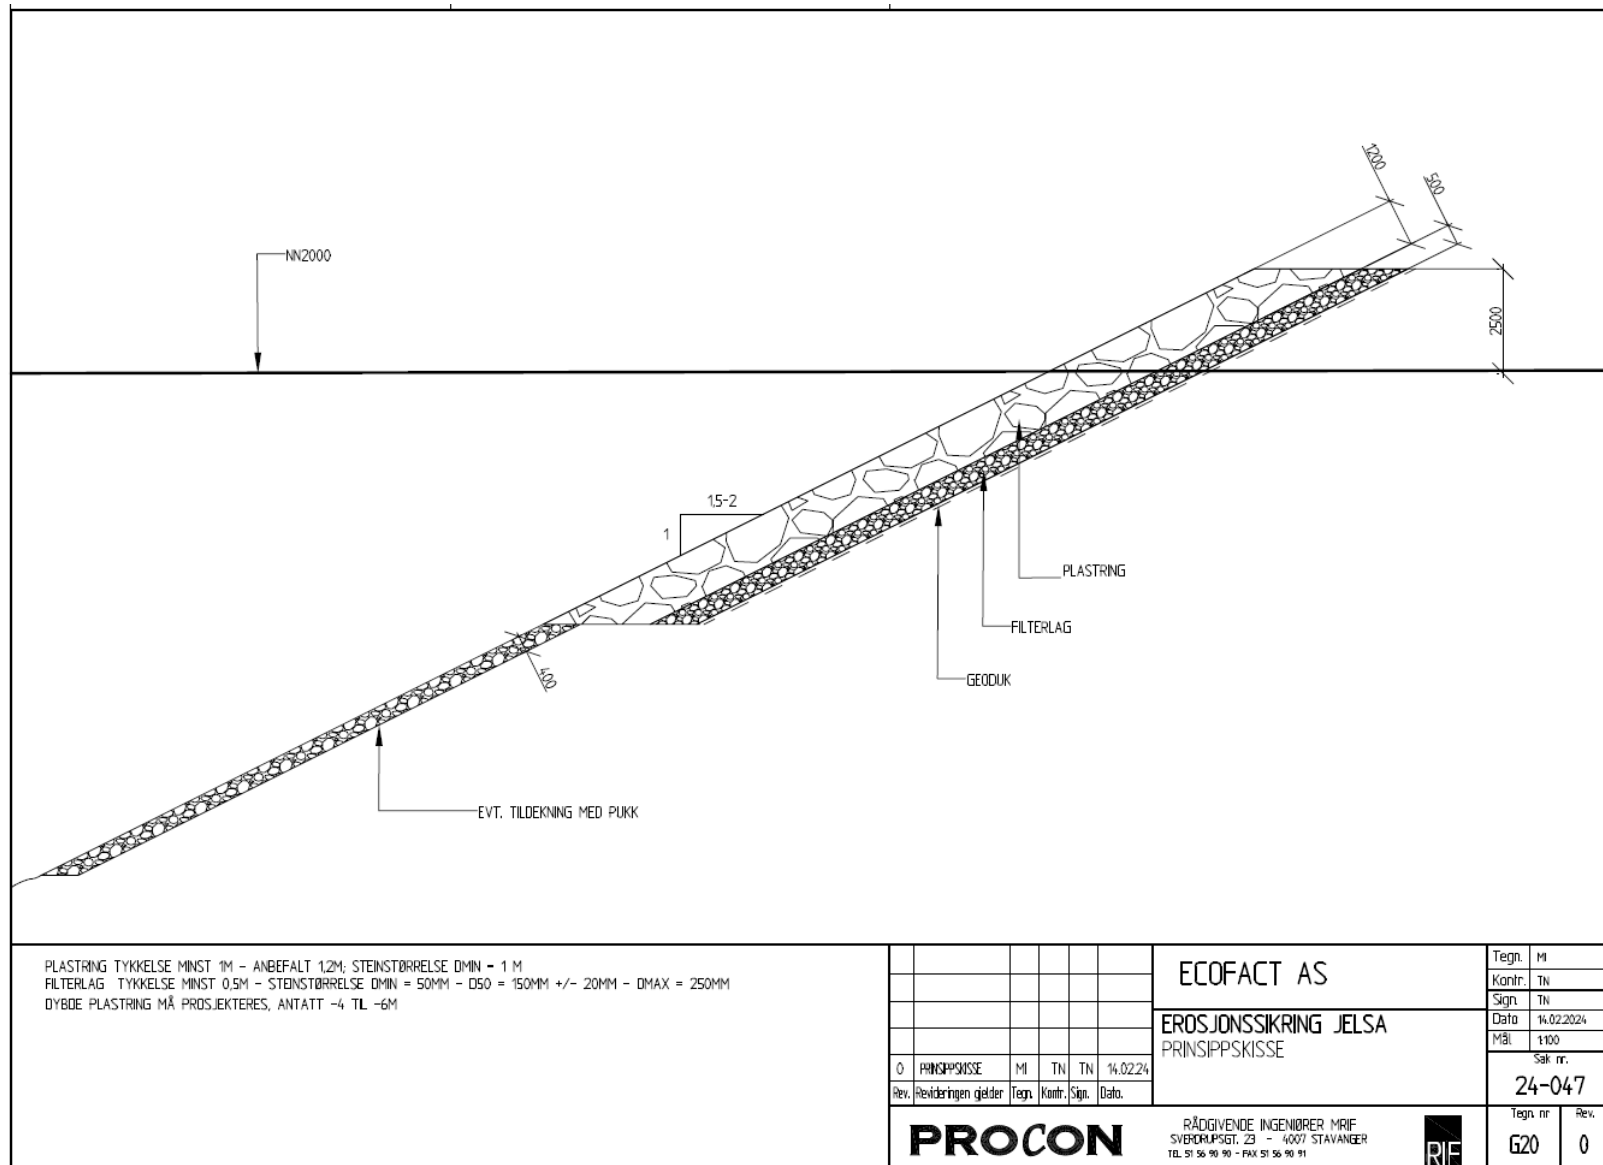 1200
500
NN2000
2500
1,5-2
1
PLASTRING
FILTERLAG
400
GEODUK
EVT. TILDEKNING MED PUKK
PLASTRING TYKKELSE MINST 1M - ANBEFALT 1,2M; STEINSTØRRELSE DMIN = 1 M
FILTERLAG TYKKELSE MINST 0,5M - STEINSTØRRELSE DMIN = 50MM - D50 = 150MM +/- 20MM - DMAX = 250MM
DYBDE PLASTRING MÅ PROSJEKTERES, ANTATT -4 TIL -6M
ECOFACT AS
EROSJONSSIKRING JELSA
PRINSIPPSKISSE
Tegn. MI
Kontr. TN
Sign. TN
Dato 14.02.2024
Mål: 1:100
Sak nr.
24-047
0 PRINSIPPSKISSE MI TN TN 14.02.24
Rev. Revideringen gjelder Tegn. Kontr. Sign. Dato.
PROCON
RÅDGIVENDE INGENIØRER MRIF
SVERDRUPSGT. 23 - 4007 STAVANGER
TEL 51 56 90 90 - FAX 51 56 90 91
RIF
Tegn. nr Rev.
G20 0